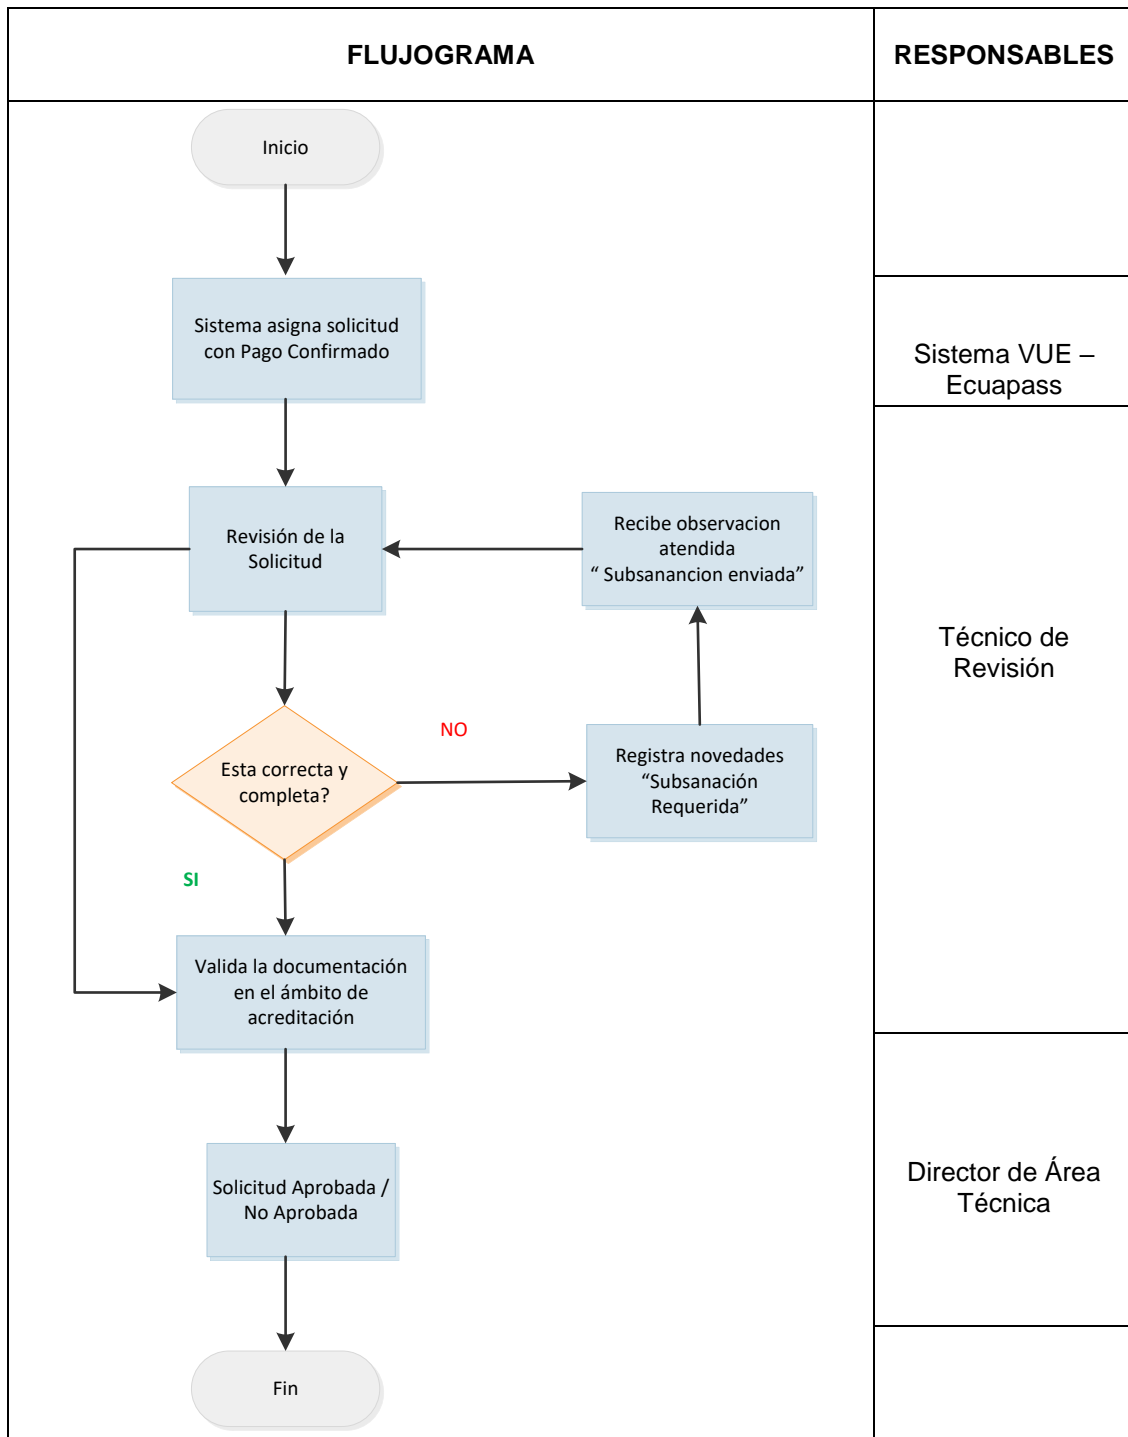 FLUJOGRAMA
RESPONSABLES
Inicio
Sistema asigna solicitud
con Pago Confirmado
Sistema VUE –
Ecuapass
Revisión de la
Solicitud
Recibe observacion
atendida
“ Subsanancion enviada”
Técnico de
Revisión
NO
Esta correcta y
completa?
Registra novedades
“Subsanación
Requerida”
SI
Valida la documentación
en el ámbito de
acreditación
Solicitud Aprobada /
No Aprobada
Director de Área
Técnica
Fin